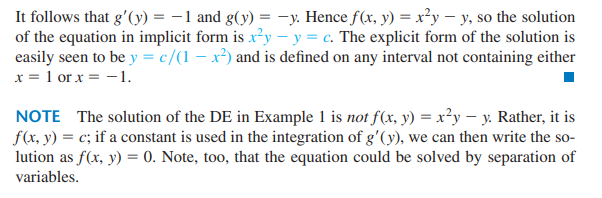 It follows that g′(y) = −1 and g(y) = −y. Hence f(x, y) = x²y − y, so the solution
of the equation in implicit form is x²y − y = c. The explicit form of the solution is
easily seen to be y = c/(1 − x²) and is defined on any interval not containing either
x = 1 or x = −1. ■
NOTE The solution of the DE in Example 1 is not f(x, y) = x²y − y. Rather, it is
f(x, y) = c; if a constant is used in the integration of g′(y), we can then write the so-
lution as f(x, y) = 0. Note, too, that the equation could be solved by separation of
variables.